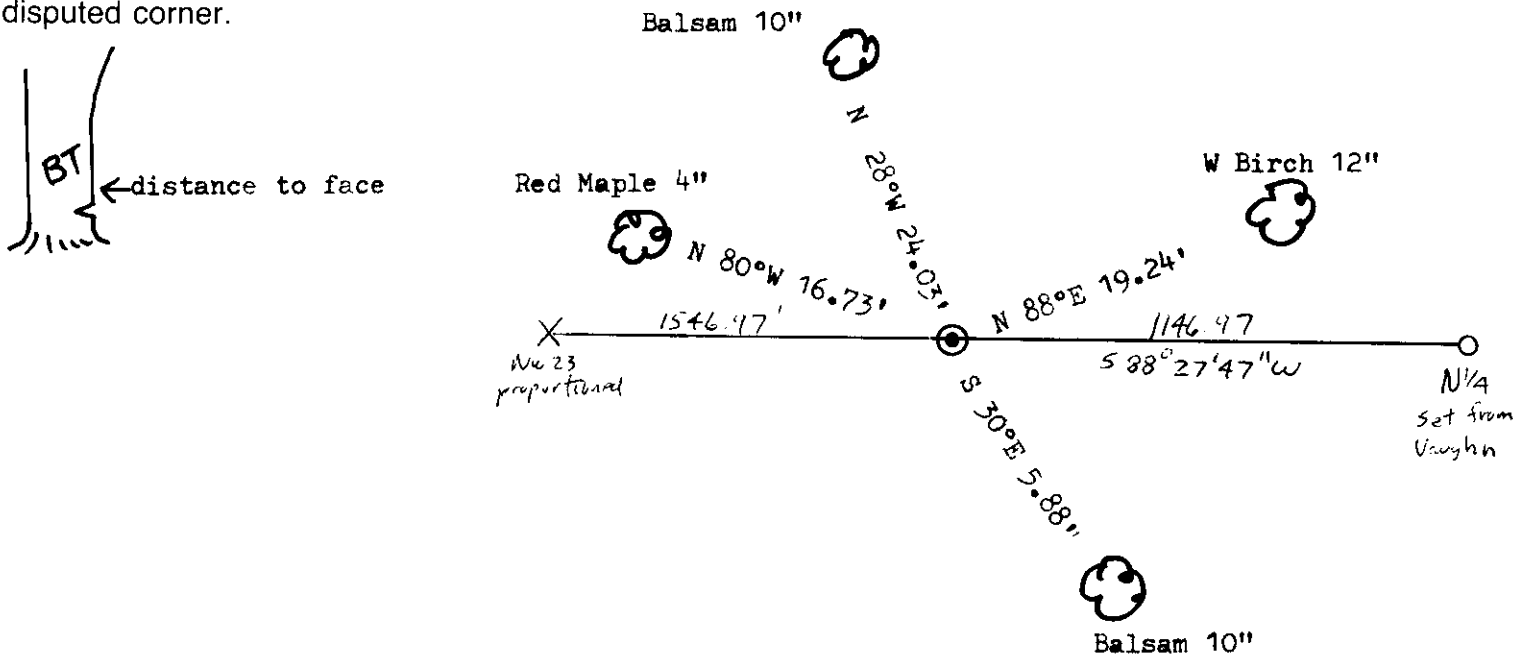 disputed corner.
Balsam 10"
BT
←distance to face
Red Maple 4"
W Birch 12"
N 28°W 24.03'
N 80°W 16.73'
N 88°E 19.24'
1546.97'
1146.97
S 88°27'47"W
NW 23
proportional
N1/4
Set from
Vaughn
S 30°E 5.88"
Balsam 10"